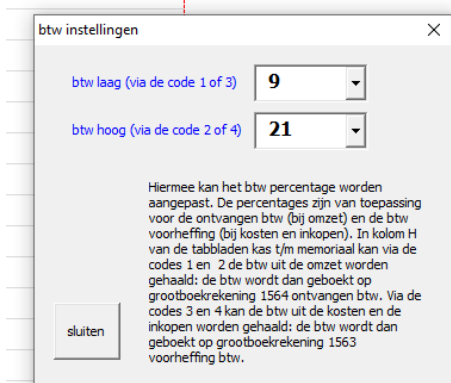 btw instellingen
btw laag (via de code 1 of 3)
9
btw hoog (via de code 2 of 4)
21
Hiermee kan het btw percentage worden
aangepast. De percentages zijn van toepassing
voor de ontvangen btw (bij omzet) en de btw
voorheffing (bij kosten en inkopen). In kolom H
van de tabbladen kas t/m memoriaal kan via de
codes 1 en  2 de btw uit de omzet worden
gehaald: de btw wordt dan geboekt op
grootboekrekening 1564 ontvangen btw. Via de
codes 3 en 4 kan de btw uit de kosten en de
inkopen worden gehaald: de btw wordt dan
geboekt op grootboekrekening 1563
voorheffing btw.
sluiten